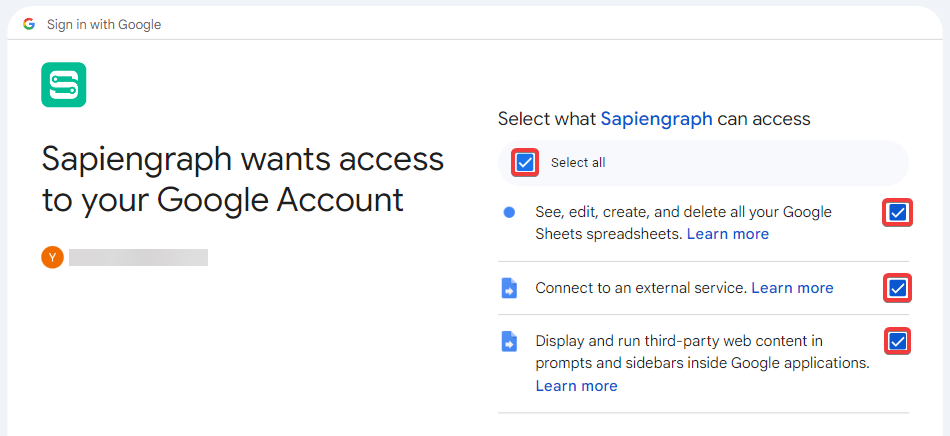 Sign in with Google
Sapiengraph wants access
to your Google Account
Y
Select what Sapiengraph can access
Select all
See, edit, create, and delete all your Google
Sheets spreadsheets. Learn more
Connect to an external service. Learn more
Display and run third-party web content in
prompts and sidebars inside Google applications.
Learn more